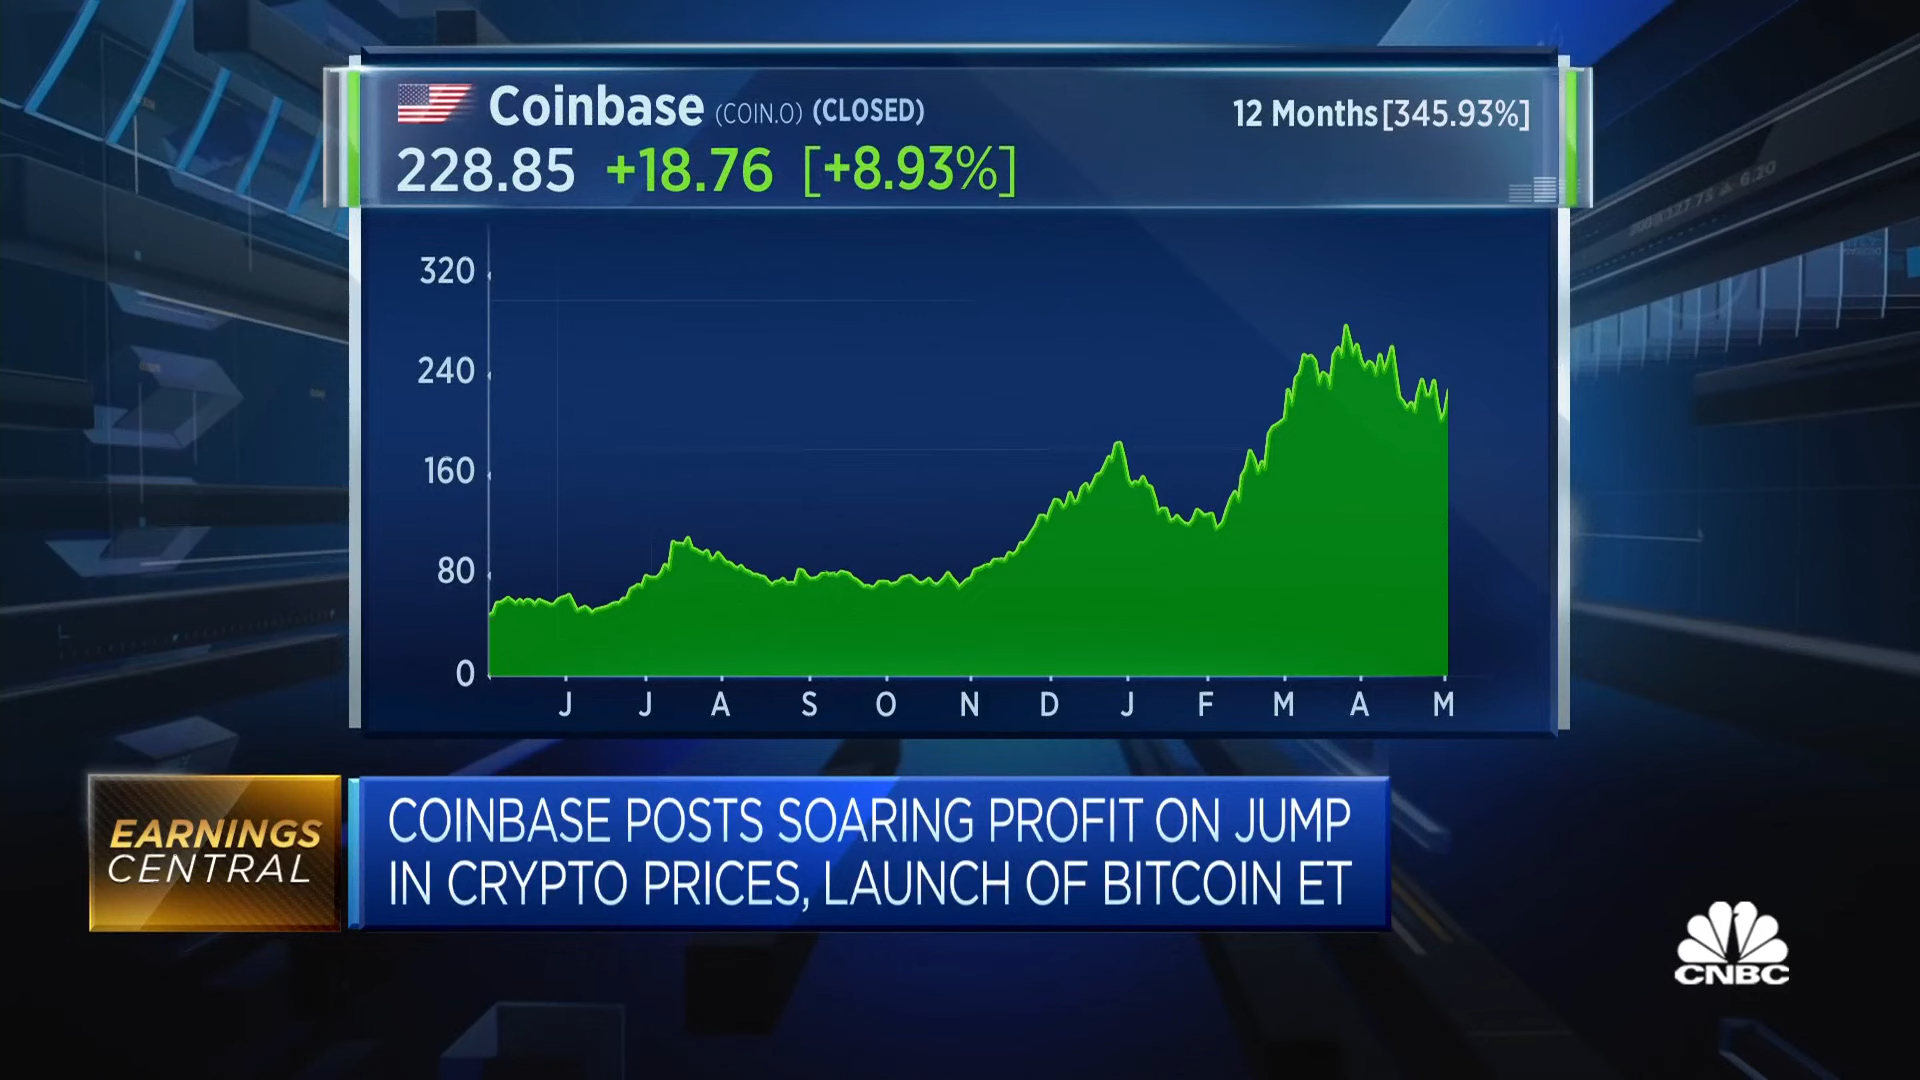 Coinbase (COIN.O) (CLOSED) 12 Months [345.93%]
228.85 +18.76 [+8.93%]
320
240
160
80
0
J J A S O N D J F M A M
EARNINGS
CENTRAL
COINBASE POSTS SOARING PROFIT ON JUMP
IN CRYPTO PRICES, LAUNCH OF BITCOIN ET
CNBC